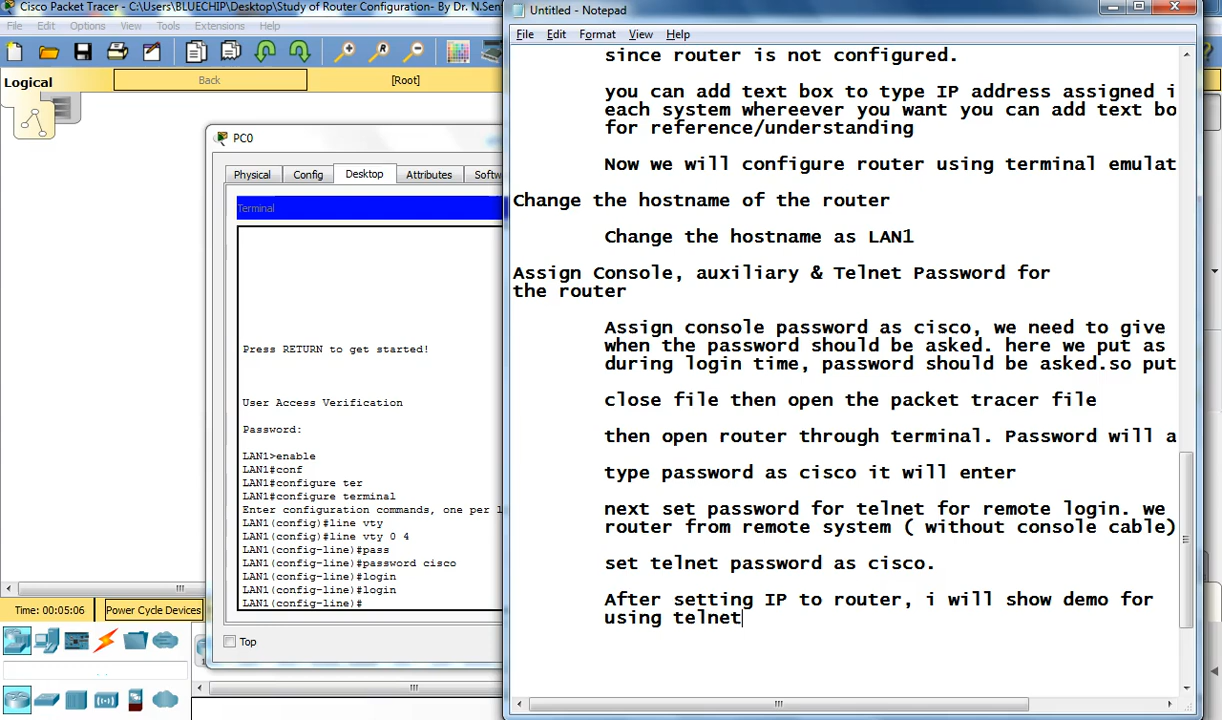 Cisco Packet Tracer - C:\Users\BLUECHIP\Desktop\Study of Router Configuration- By Dr. N.Sen
Untitled - Notepad
File Edit Options View Tools Extensions Help
File Edit Format View Help
Logical
Back
[Root]
since router is not configured.
you can add text box to type IP address assigned i
each system whereever you want you can add text bo
for reference/understanding
Now we will configure router using terminal emulat
Change the hostname of the router
Change the hostname as LAN1
Assign Console, auxiliary & Telnet Password for
the router
Assign console password as cisco, we need to give
when the password should be asked. here we put as
during login time, password should be asked.so put
close file then open the packet tracer file
then open router through terminal. Password will a
type password as cisco it will enter
next set password for telnet for remote login. we
router from remote system ( without console cable)
set telnet password as cisco.
After setting IP to router, i will show demo for
using telnet
PC0
Physical Config Desktop Attributes Softw
Terminal
Press RETURN to get started!
User Access Verification
Password:
LAN1>enable
LAN1#conf
LAN1#configure ter
LAN1#configure terminal
Enter configuration commands, one per l
LAN1(config)#line vty
LAN1(config)#line vty 0 4
LAN1(config-line)#pass
LAN1(config-line)#password cisco
LAN1(config-line)#login
LAN1(config-line)#login
LAN1(config-line)#
Top
Time: 00:05:06
Power Cycle Devices